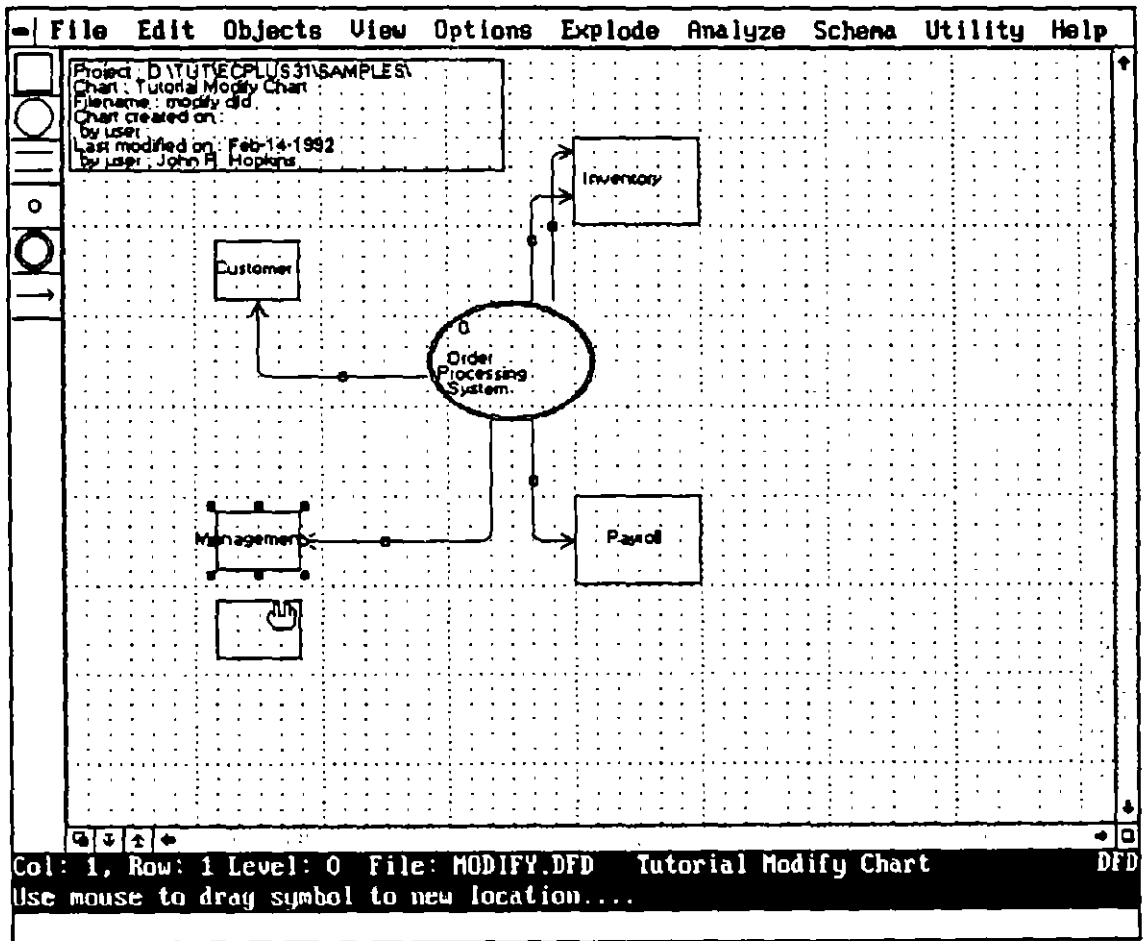 File Edit Objects View Options Explode Analyze Schema Utility Help
Project : D:\TUT\ECPLUS31\SAMPLES\
Chart : Tutorial Modify Chart
Filename : modify.dfd
Chart created on :
by user :
Last modified on : Feb-14-1992
by user : John R. Hopkins
Inventory
Customer
0
Order
Processing
System
Management
Payroll
Col: 1, Row: 1 Level: 0 File: MODIFY.DFD Tutorial Modify Chart DFD
Use mouse to drag symbol to new location....